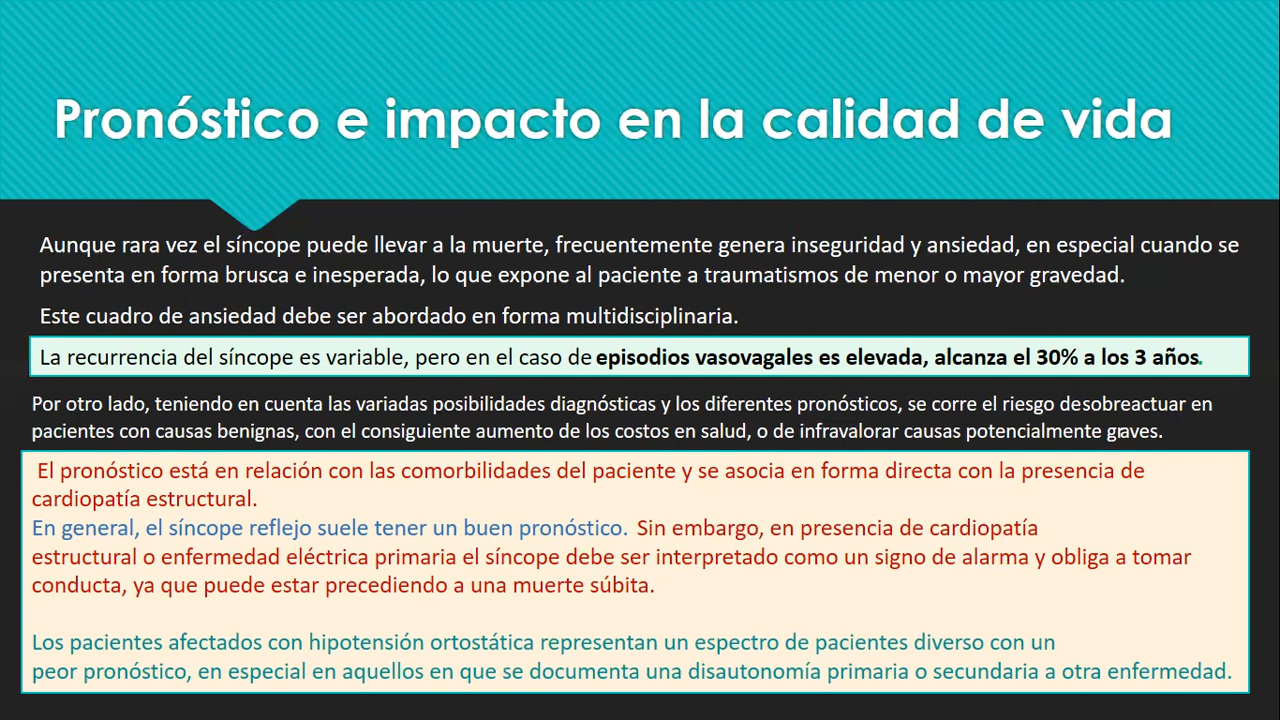 Pronóstico e impacto en la calidad de vida
Aunque rara vez el síncope puede llevar a la muerte, frecuentemente genera inseguridad y ansiedad, en especial cuando se
presenta en forma brusca e inesperada, lo que expone al paciente a traumatismos de menor o mayor gravedad.
Este cuadro de ansiedad debe ser abordado en forma multidisciplinaria.
La recurrencia del síncope es variable, pero en el caso de episodios vasovagales es elevada, alcanza el 30% a los 3 años.
Por otro lado, teniendo en cuenta las variadas posibilidades diagnósticas y los diferentes pronósticos, se corre el riesgo desobreactuar en
pacientes con causas benignas, con el consiguiente aumento de los costos en salud, o de infravalorar causas potencialmente graves.
El pronóstico está en relación con las comorbilidades del paciente y se asocia en forma directa con la presencia de
cardiopatía estructural.
En general, el síncope reflejo suele tener un buen pronóstico. Sin embargo, en presencia de cardiopatía
estructural o enfermedad eléctrica primaria el síncope debe ser interpretado como un signo de alarma y obliga a tomar
conducta, ya que puede estar precediendo a una muerte súbita.
Los pacientes afectados con hipotensión ortostática representan un espectro de pacientes diverso con un
peor pronóstico, en especial en aquellos en que se documenta una disautonomía primaria o secundaria a otra enfermedad.